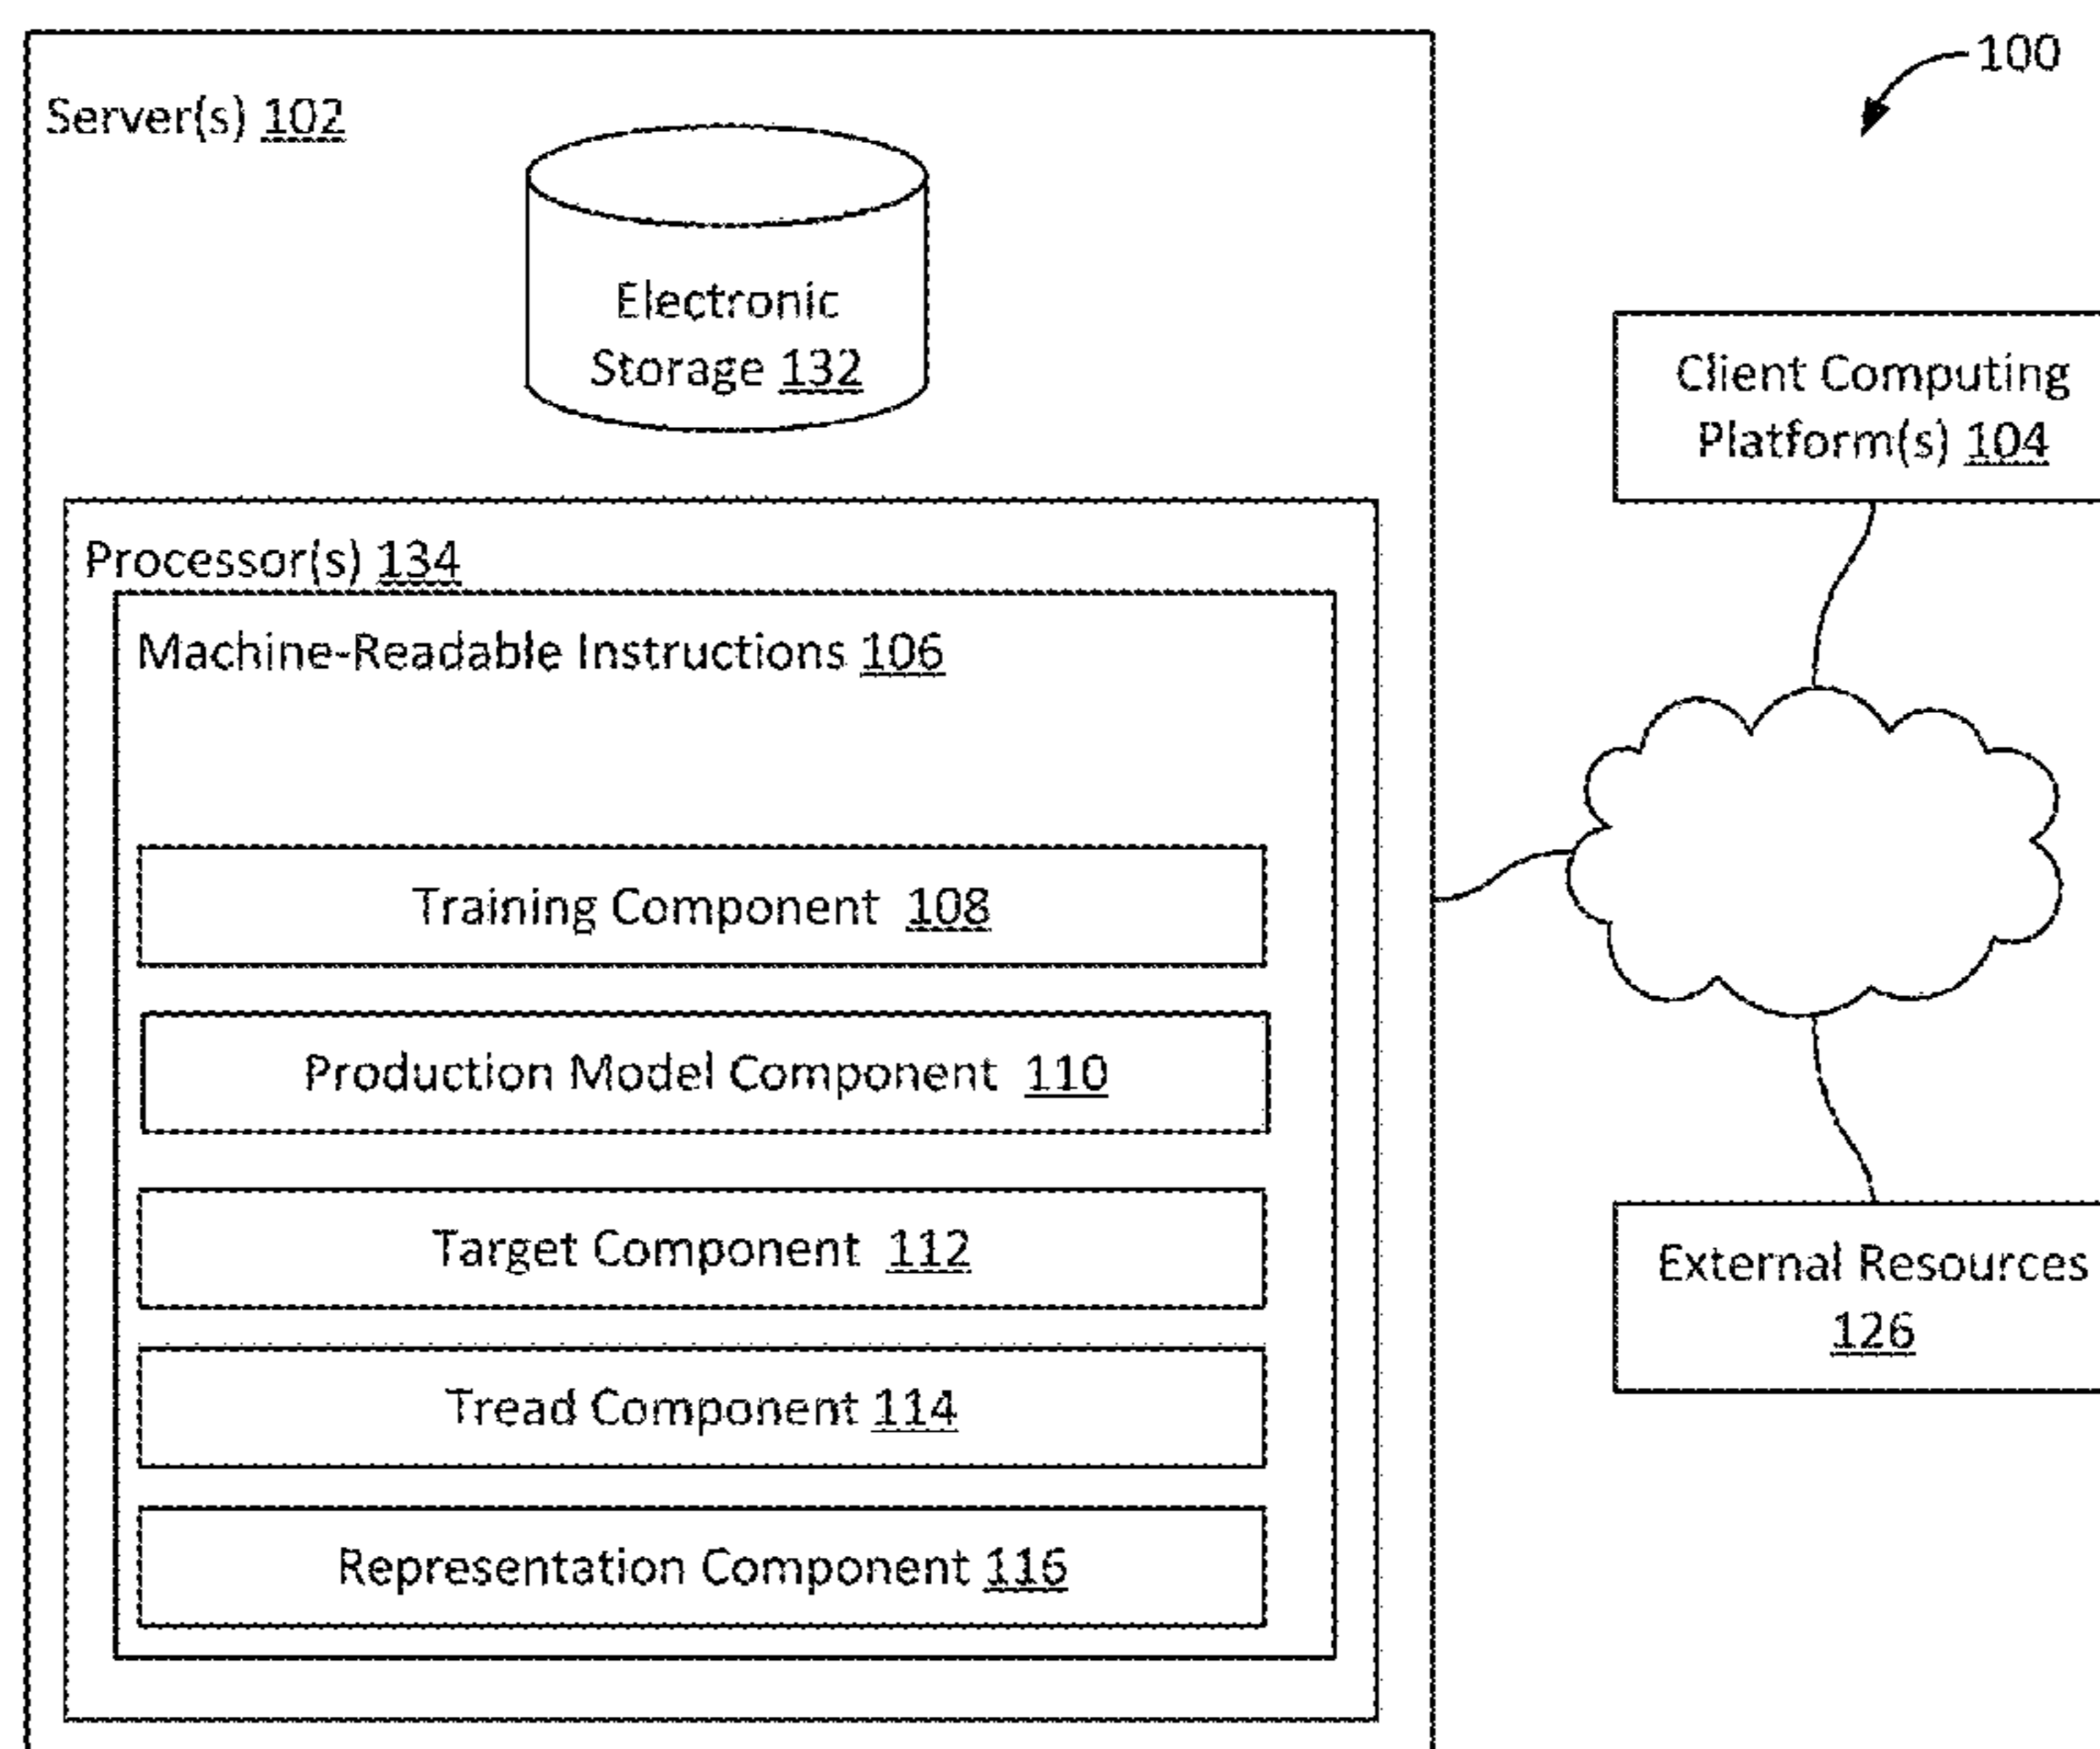 100
Server(s) 102
Electronic
Storage 132
Client Computing
Platform(s) 104
Processor(s) 134
Machine-Readable Instructions 106
Training Component 108
Production Model Component 110
Target Component 112
External Resources
126
Tread Component 114
Representation Component 116